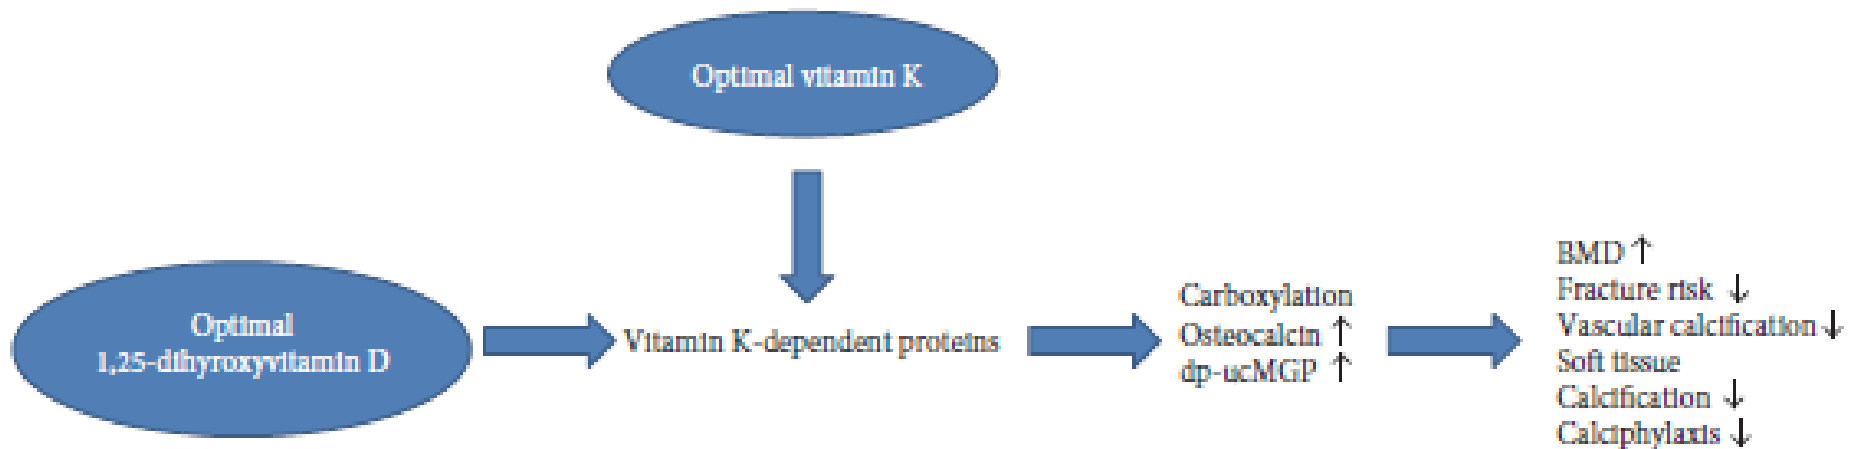 Optimal vitamin K
Optimal
1,25-dihyroxyvitamin D
Vitamin K-dependent proteins
Carboxylation
Osteocalcin ↑
dp-ucMGP ↑
BMD ↑
Fracture risk ↓
Vascular calcification ↓
Soft tissue
Calcification ↓
Calciphylaxis ↓